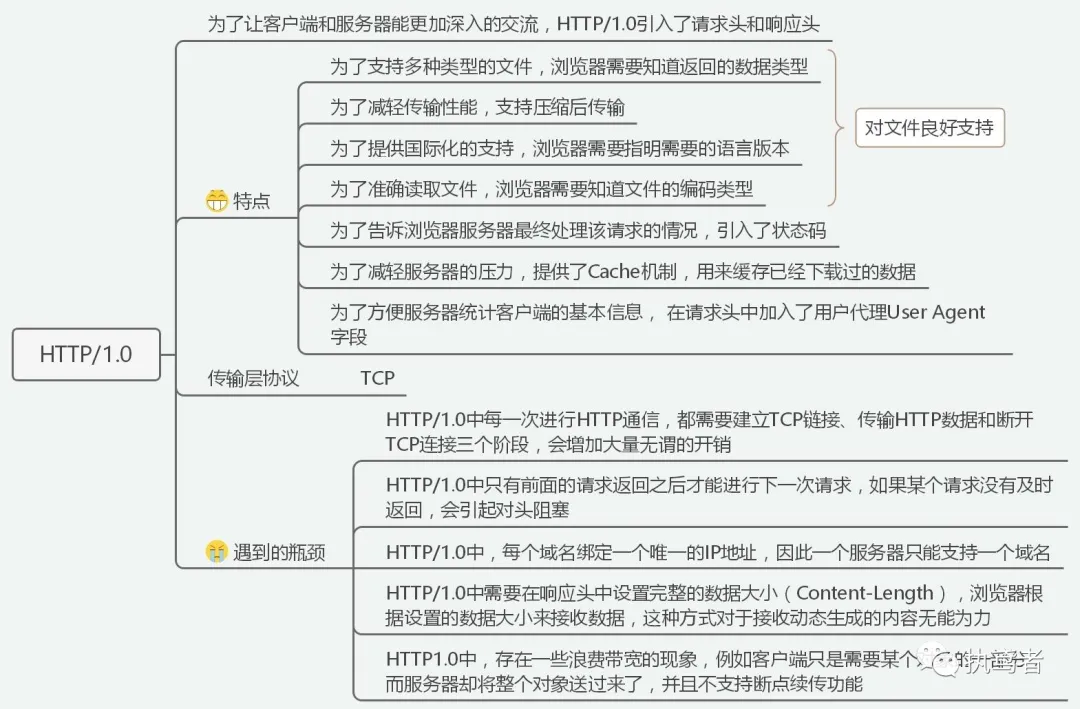 为了让客户端和服务器能更加深入的交流，HTTP/1.0引入了请求头和响应头
为了支持多种类型的文件，浏览器需要知道返回的数据类型
为了减轻传输性能，支持压缩后传输
为了提供国际化的支持，浏览器需要指明需要的语言版本
为了准确读取文件，浏览器需要知道文件的编码类型
对文件良好支持
特点
为了告诉浏览器服务器最终处理该请求的情况，引入了状态码
为了减轻服务器的压力，提供了Cache机制，用来缓存已经下载过的数据
为了方便服务器统计客户端的基本信息， 在请求头中加入了用户代理User Agent
字段
HTTP/1.0
传输层协议 TCP
HTTP/1.0中每一次进行HTTP通信，都需要建立TCP链接、传输HTTP数据和断开
TCP连接三个阶段，会增加大量无谓的开销
HTTP/1.0中只有前面的请求返回之后才能进行下一次请求，如果某个请求没有及时
返回，会引起对头阻塞
遇到的瓶颈
HTTP/1.0中，每个域名绑定一个唯一的IP地址，因此一个服务器只能支持一个域名
HTTP/1.0中需要在响应头中设置完整的数据大小（Content-Length），浏览器根
据设置的数据大小来接收数据，这种方式对于接收动态生成的内容无能为力
HTTP1.0中，存在一些浪费带宽的现象，例如客户端只是需要某个
而服务器却将整个对象送过来了，并且不支持断点续传功能
执鸢者